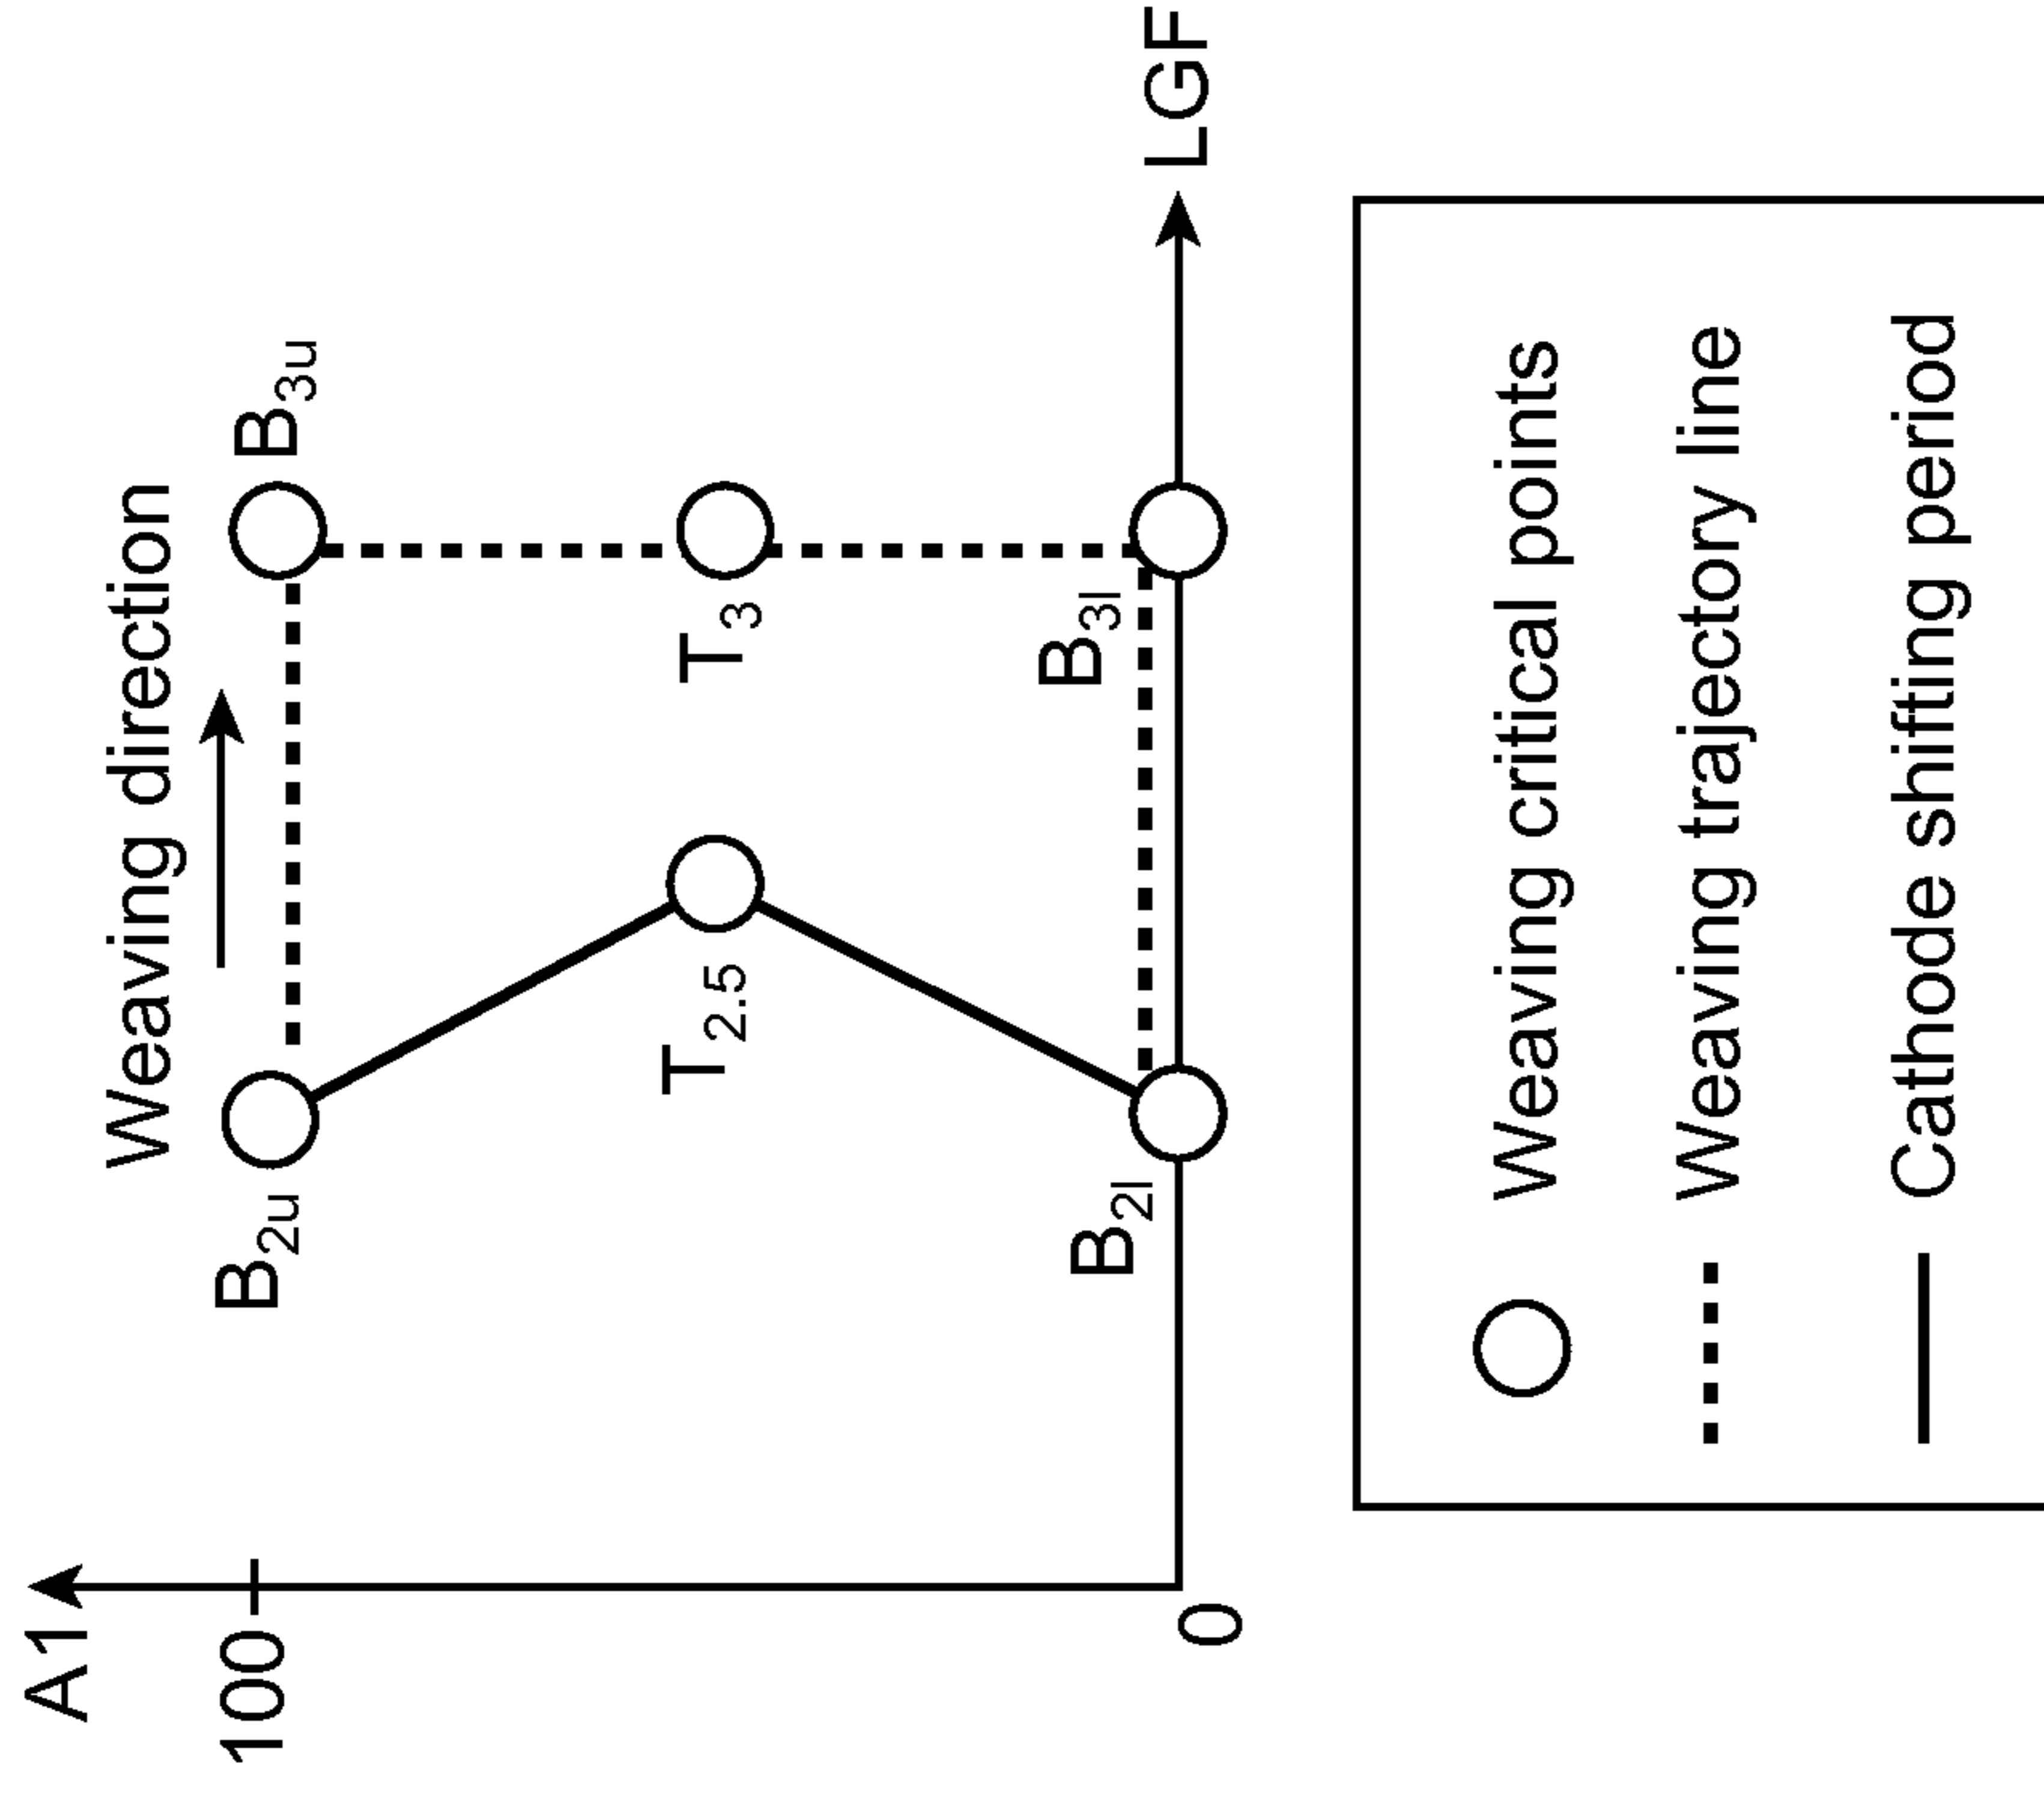 A1
Weaving direction
100
B2u
B3u
T2.5
T3
B2l
B3l
LGF
0
Weaving critical points
Weaving trajectory line
Cathode shifting period